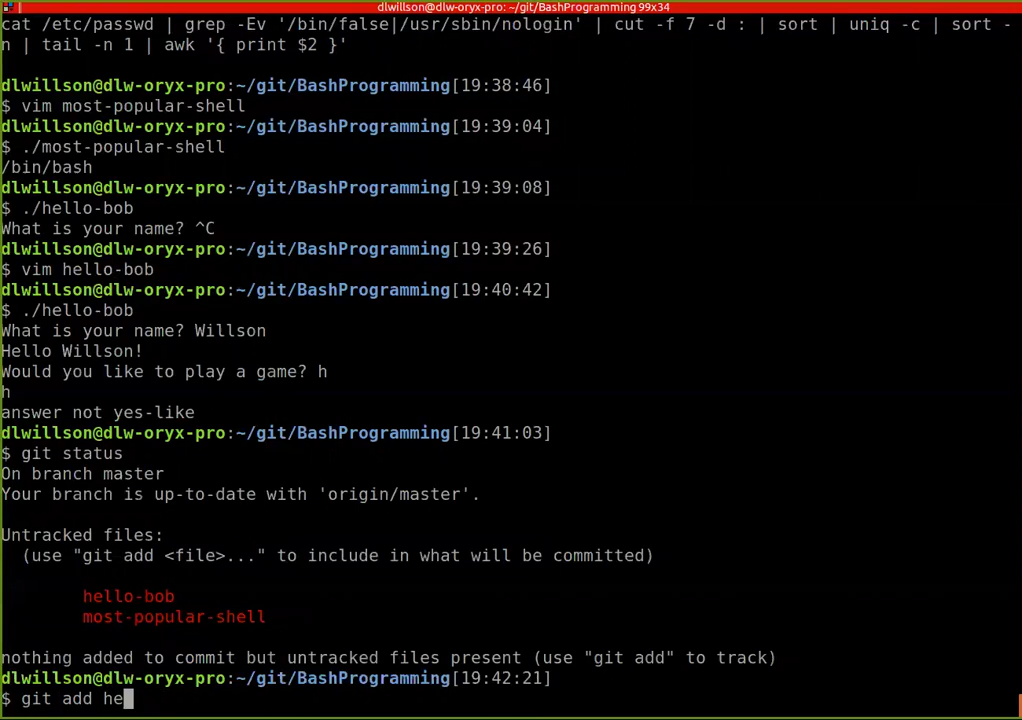 dlwillson@dlw-oryx-pro: ~/git/BashProgramming 99x34
cat /etc/passwd | grep -Ev '/bin/false|/usr/sbin/nologin' | cut -f 7 -d : | sort | uniq -c | sort -
n | tail -n 1 | awk '{ print $2 }'
dlwillson@dlw-oryx-pro:~/git/BashProgramming[19:38:46]
$ vim most-popular-shell
dlwillson@dlw-oryx-pro:~/git/BashProgramming[19:39:04]
$ ./most-popular-shell
/bin/bash
dlwillson@dlw-oryx-pro:~/git/BashProgramming[19:39:08]
$ ./hello-bob
What is your name? ^C
dlwillson@dlw-oryx-pro:~/git/BashProgramming[19:39:26]
$ vim hello-bob
dlwillson@dlw-oryx-pro:~/git/BashProgramming[19:40:42]
$ ./hello-bob
What is your name? Willson
Hello Willson!
Would you like to play a game? h
h
answer not yes-like
dlwillson@dlw-oryx-pro:~/git/BashProgramming[19:41:03]
$ git status
On branch master
Your branch is up-to-date with 'origin/master'.
Untracked files:
  (use "git add <file>..." to include in what will be committed)
        hello-bob
        most-popular-shell
nothing added to commit but untracked files present (use "git add" to track)
dlwillson@dlw-oryx-pro:~/git/BashProgramming[19:42:21]
$ git add he